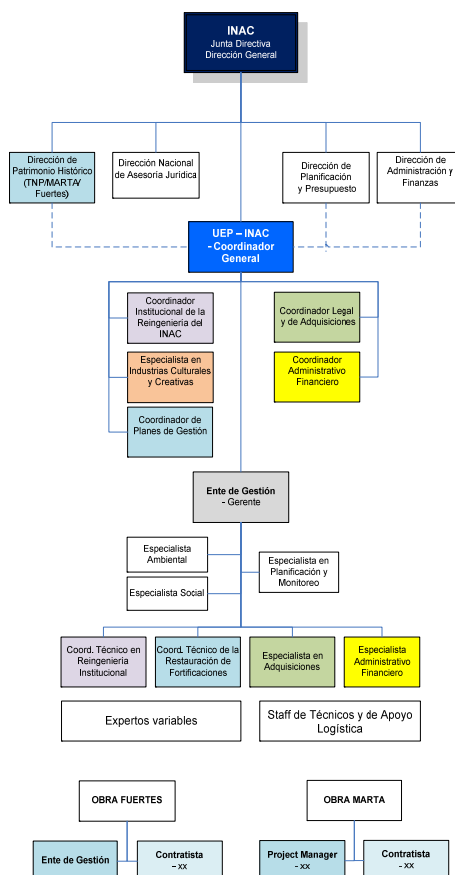 INAC
Junta Directiva
Dirección General
Dirección de
Patrimonio Histórico
(TNP/MARTA/
Fuertes)
Dirección Nacional
de Asesoría Jurídica
Dirección de
Planificación
y Presupuesto
Dirección de
Administración y
Finanzas
UEP – INAC
- Coordinador
General
Coordinador
Institucional de la
Reingeniería del
INAC
Coordinador Legal
y de Adquisiciones
Especialista en
Industrias Culturales
y Creativas
Coordinador
Administrativo
Financiero
Coordinador de
Planes de Gestión
Ente de Gestión
- Gerente
Especialista
Ambiental
Especialista en
Planificación y
Monitoreo
Especialista Social
Coord. Técnico en
Reingeniería
Institucional
Coord. Técnico de la
Restauración de
Fortificaciones
Especialista en
Adquisiciones
Especialista
Administrativo
Financiero
Expertos variables
Staff de Técnicos y de Apoyo
Logística
OBRA FUERTES
OBRA MARTA
Ente de Gestión
Contratista
– xx
Project Manager
- xx
Contratista
– xx